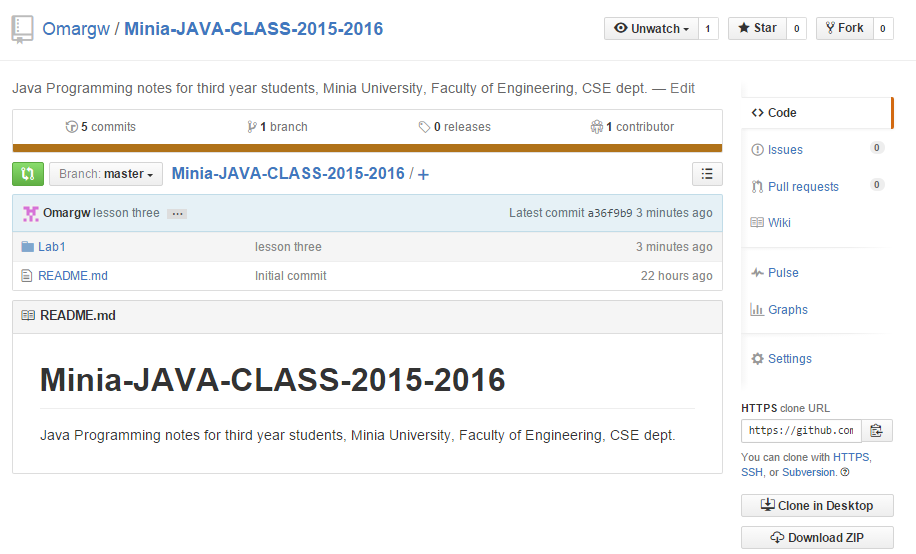 Omargw / Minia-JAVA-CLASS-2015-2016
Unwatch 1 Star 0 Fork 0
Java Programming notes for third year students, Minia University, Faculty of Engineering, CSE dept. — Edit
5 commits 1 branch 0 releases 1 contributor
Branch: master Minia-JAVA-CLASS-2015-2016 / +
Omargw lesson three ... Latest commit a36f9b9 3 minutes ago
Lab1 lesson three 3 minutes ago
README.md Initial commit 22 hours ago
README.md
Minia-JAVA-CLASS-2015-2016
Java Programming notes for third year students, Minia University, Faculty of Engineering, CSE dept.
Code
Issues 0
Pull requests 0
Wiki
Pulse
Graphs
Settings
HTTPS clone URL
https://github.com
You can clone with HTTPS,
SSH, or Subversion. ?
Clone in Desktop
Download ZIP